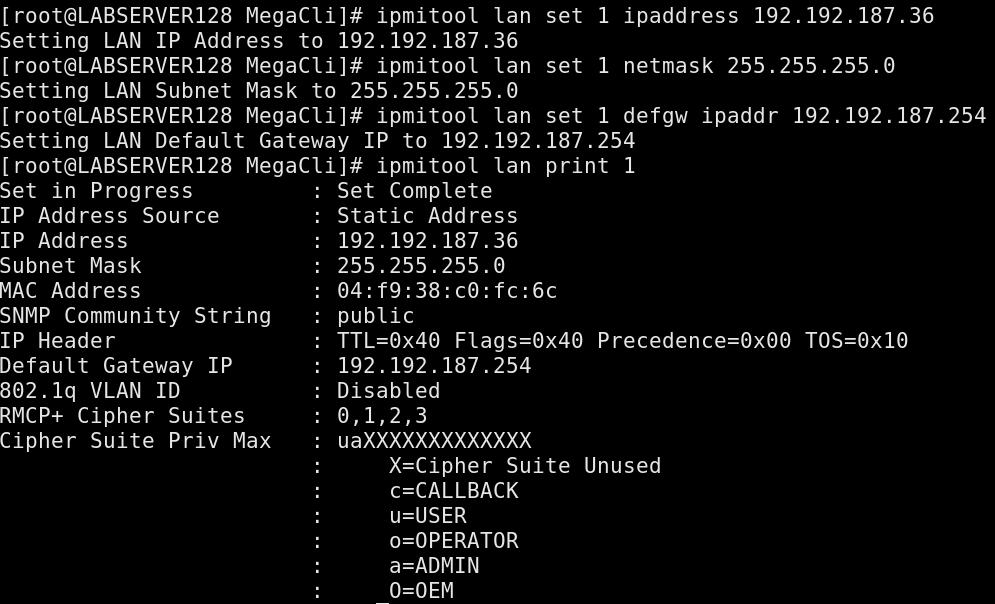 [root@LABSERVER128 MegaCli]# ipmitool lan set 1 ipaddress 192.192.187.36
Setting LAN IP Address to 192.192.187.36
[root@LABSERVER128 MegaCli]# ipmitool lan set 1 netmask 255.255.255.0
Setting LAN Subnet Mask to 255.255.255.0
[root@LABSERVER128 MegaCli]# ipmitool lan set 1 defgw ipaddr 192.192.187.254
Setting LAN Default Gateway IP to 192.192.187.254
[root@LABSERVER128 MegaCli]# ipmitool lan print 1
Set in Progress         : Set Complete
IP Address Source       : Static Address
IP Address              : 192.192.187.36
Subnet Mask             : 255.255.255.0
MAC Address             : 04:f9:38:c0:fc:6c
SNMP Community String   : public
IP Header               : TTL=0x40 Flags=0x40 Precedence=0x00 TOS=0x10
Default Gateway IP      : 192.192.187.254
802.1q VLAN ID          : Disabled
RMCP+ Cipher Suites     : 0,1,2,3
Cipher Suite Priv Max   : uaXXXXXXXXXXXXX
                        :     X=Cipher Suite Unused
                        :     c=CALLBACK
                        :     u=USER
                        :     o=OPERATOR
                        :     a=ADMIN
                        :     O=OEM